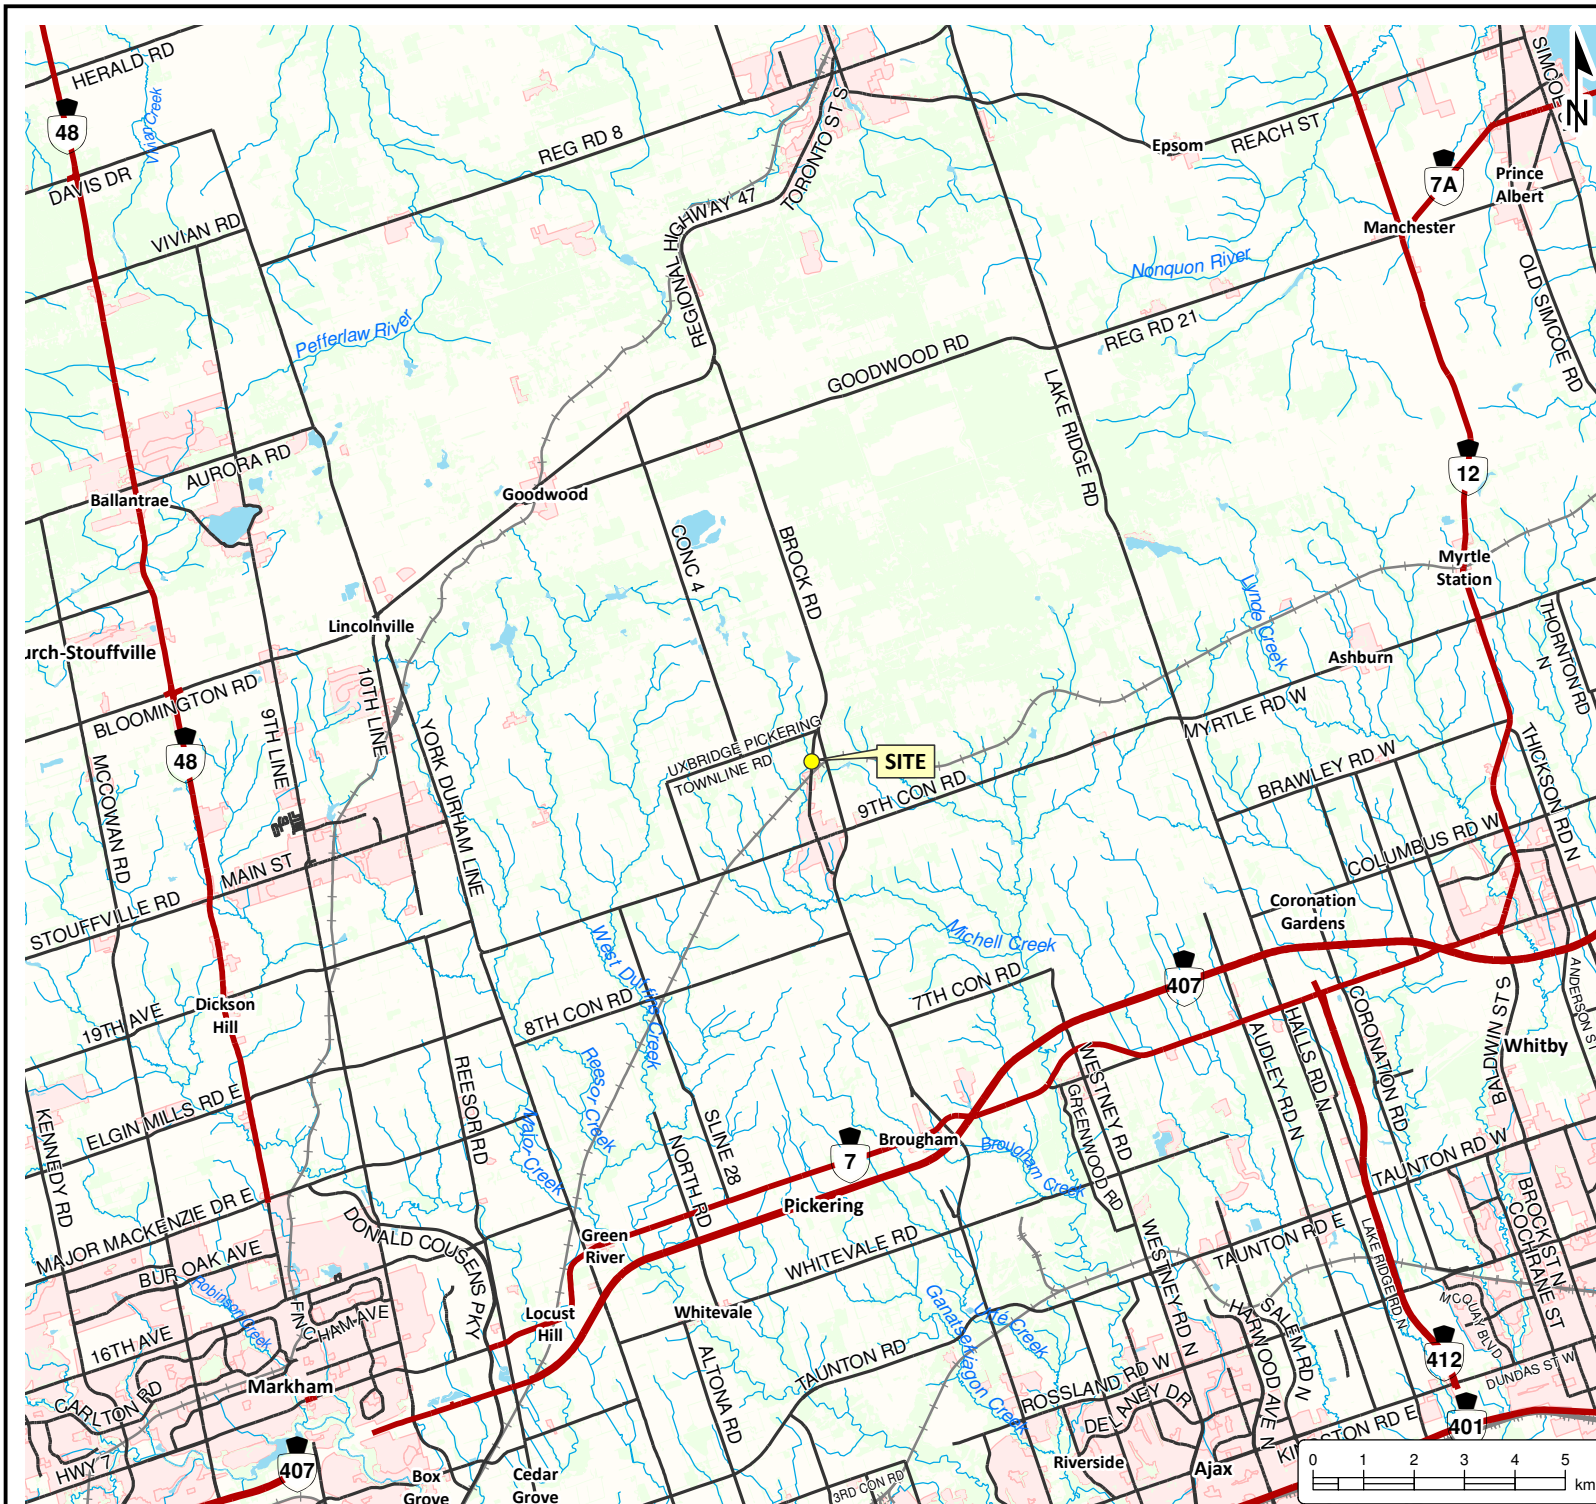 HERALD RD
48
Vivian Creek
DAVIS DR
VIVIAN RD
REG RD 8
TORONTO ST S
REGIONAL HIGHWAY 47
Epsom
REACH ST
7A
Prince
Albert
Manchester
N
Nonquon River
OLD SIMCOE RD
Pefferlaw River
REG RD 21
GOODWOOD RD
LAKE RIDGE RD
AURORA RD
Ballantrae
Goodwood
12
CONC 4
BROCK RD
Myrtle
Station
Lynde Creek
THORNTON RD
N
Lincolnville
urch-Stouffville
Ashburn
BLOOMINGTON RD
10TH LINE
9TH LINE
YORK DURHAM LINE
MYRTLE RD W
48
UXBRIDGE PICKERING
TOWNLINE RD
SITE
9TH CON RD
BRAWLEY RD W
THICKSON RD N
MCCOWAN RD
COLUMBUS RD W
MAIN ST
STOUFFVILLE RD
Coronation
Gardens
West Duffins Creek
Michell Creek
407
7TH CON RD
8TH CON RD
19TH AVE
Dickson
Hill
ANDERSON ST
BALDWIN ST S
Whitby
CORONATION RD
HALLS RD N
AUDLEY RD N
WESTNEY RD
GREENWOOD RD
REESOR RD
Reesor Creek
Major Creek
ELGIN MILLS RD E
KENNEDY RD
NORTH RD
SLINE 28
7
Brougham
Brougham Creek
Pickering
TAUNTON RD W
MAJOR MACKENZIE DR E
BUR OAK AVE
DONALD COUSENS PKY
Green
River
WHITEVALE RD
WESTNEY RD N
TAUNTON RD E
LAKE RIDGE RD N
BROCK ST N
COCHRANE ST
Robinson Creek
16TH AVE
Locust
Hill
Whitevale
Ganatsekiagon Creek
Urfe Creek
HARWOOD AVE N
SALEM RD N
MCQUAY BLVD
412
DUNDAS ST W
Markham
CARLTON RD
ALTONA RD
TAUNTON RD
ROSSLAND RD W
DELANEY DR
401
HWY 7
407
Box
Grove
Cedar
Grove
3RD CON RD
Riverside
Ajax
0 1 2 3 4 5
km